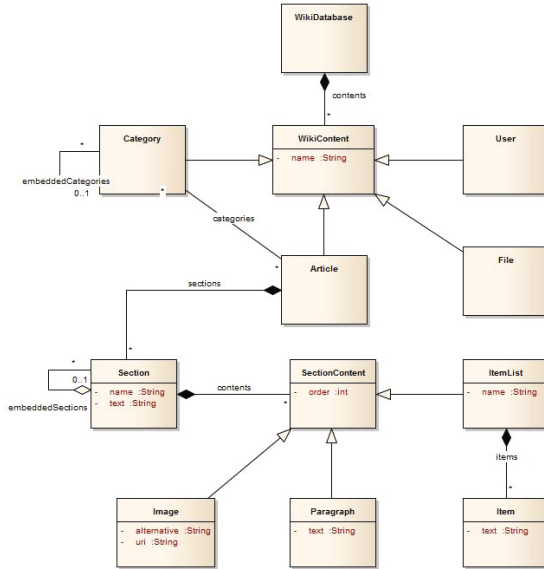 WikiDatabase
contents
*
Category
WikiContent
- name :String
User
*
embeddedCategories
0..1
*
categories
*
Article
File
sections
*
Section
- name :String
- text :String
*
0..1
embeddedSections
contents
*
SectionContent
- order :int
ItemList
- name :String
items
*
Image
- alternative :String
- uri :String
Paragraph
- text :String
Item
- text :String